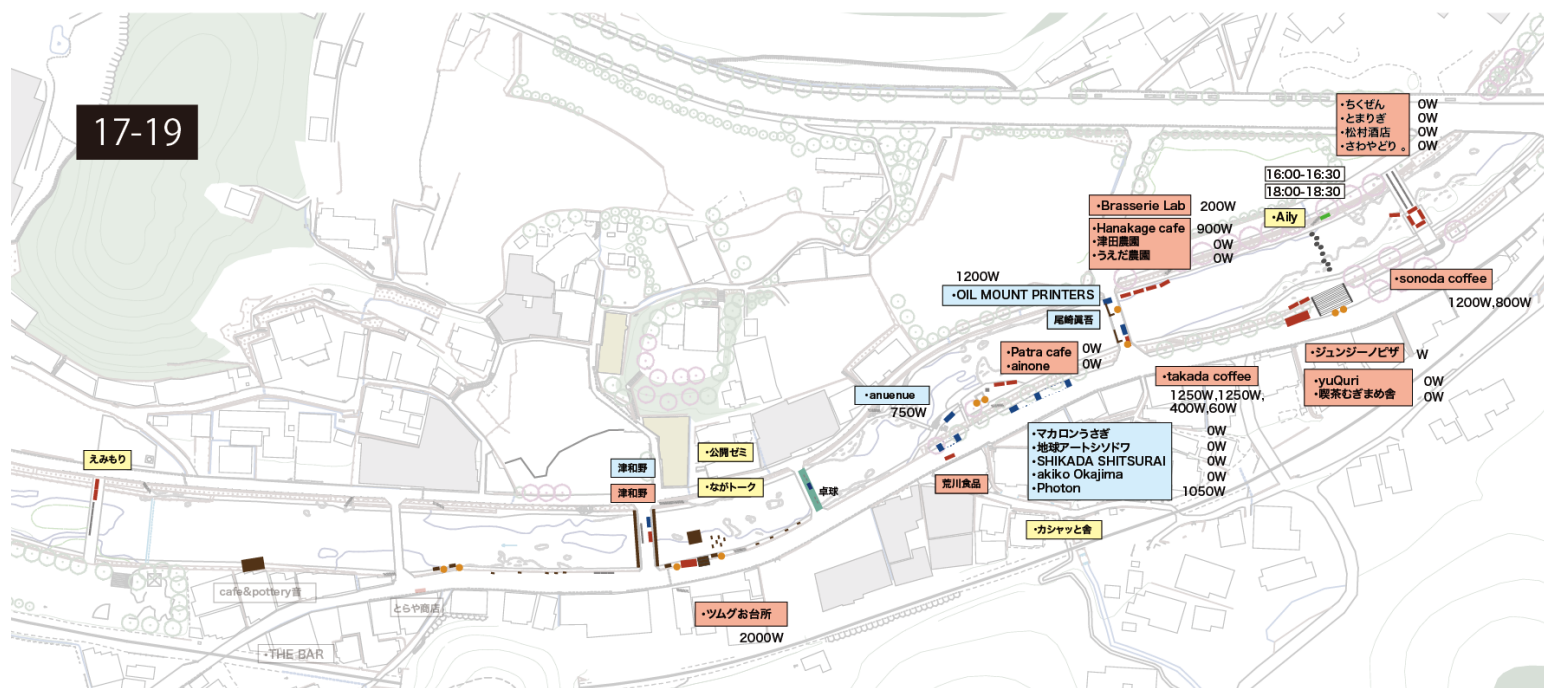 17-19
・ちくぜん 0W
・とまりぎ 0W
・松村酒店 0W
・さわやどり 。 0W
16:00-16:30
18:00-18:30
・Aily
・Brasserie Lab 200W
・Hanakage cafe 900W
・津田農園 0W
・うえだ農園 0W
1200W
・OIL MOUNT PRINTERS
尾崎眞吾
・sonoda coffee
1200W,800W
・Patra cafe 0W
・ainone 0W
・ジュンジーノピザ W
・takada coffee
1250W,1250W,
400W,60W
・yuQuri 0W
・喫茶むぎまめ舎 0W
・anuenue
750W
・マカロンうさぎ 0W
・地球アートシソドワ 0W
・SHIKADA SHITSURAI 0W
・akiko Okajima 0W
・Photon 1050W
えみもり
津和野
津和野
・公開ゼミ
・ながトーク
卓球
荒川食品
・カシャッと舎
cafe&pottery音
とらや商店
・THE BAR
・ツムグお台所
2000W